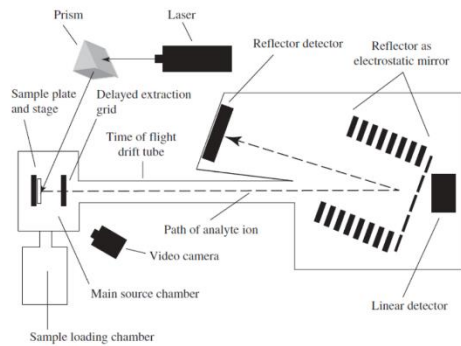 Prism
Laser
Reflector detector
Reflector as
electrostatic mirror
Sample plate
and stage
Delayed extraction
grid
Time of flight
drift tube
Path of analyte ion
Video camera
Main source chamber
Linear detector
Sample loading chamber